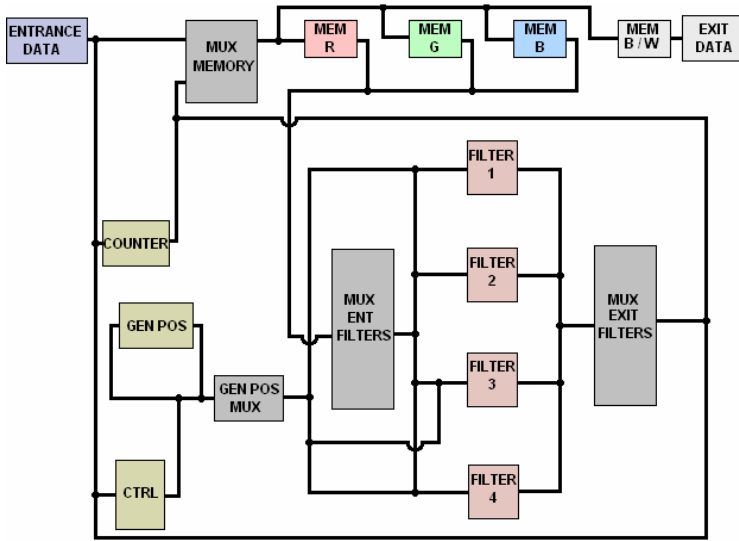 ENTRANCE
DATA
MUX
MEMORY
MEM
R
MEM
G
MEM
B
MEM
B / W
EXIT
DATA
FILTER
1
COUNTER
FILTER
2
MUX
ENT
FILTERS
MUX
EXIT
FILTERS
GEN POS
GEN POS
MUX
FILTER
3
CTRL
FILTER
4